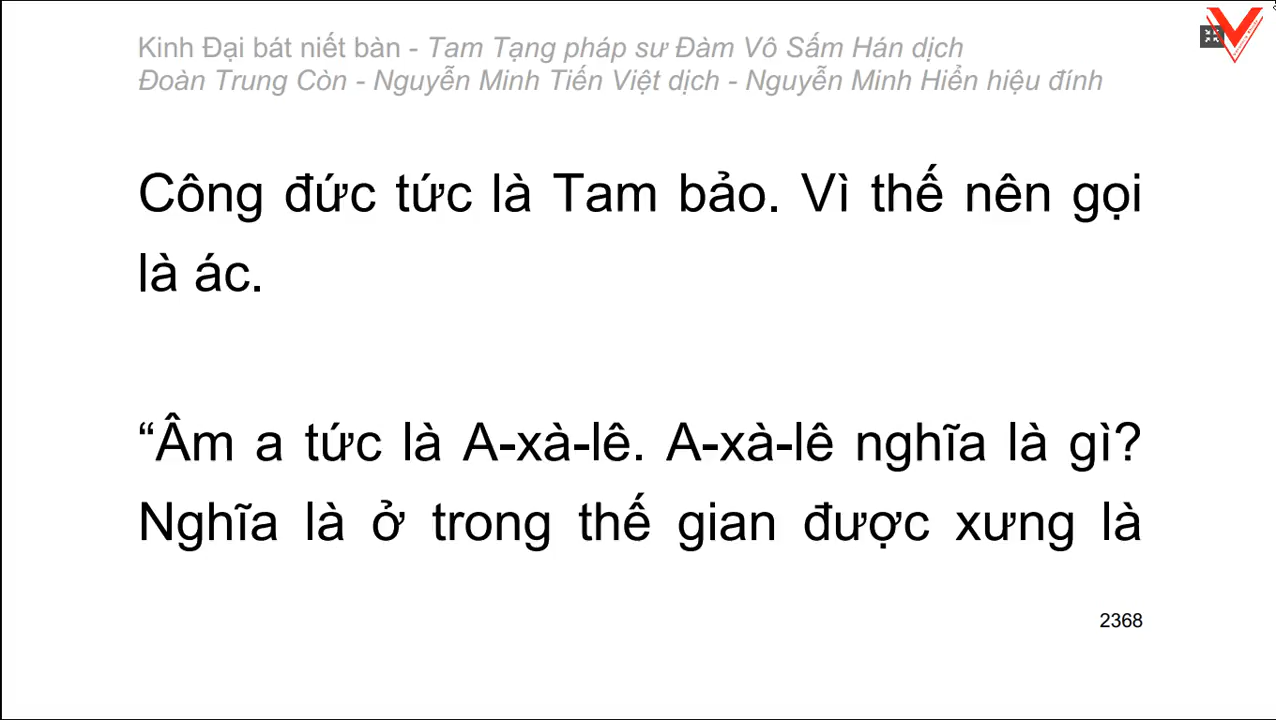 Kinh Đại bát niết bàn - Tam Tạng pháp sư Đàm Vô Sấm Hán dịch
Đoàn Trung Còn - Nguyễn Minh Tiến Việt dịch - Nguyễn Minh Hiển hiệu đính
Công đức tức là Tam bảo. Vì thế nên gọi
là ác.
“Âm a tức là A-xà-lê. A-xà-lê nghĩa là gì?
Nghĩa là ở trong thế gian được xưng là
2368